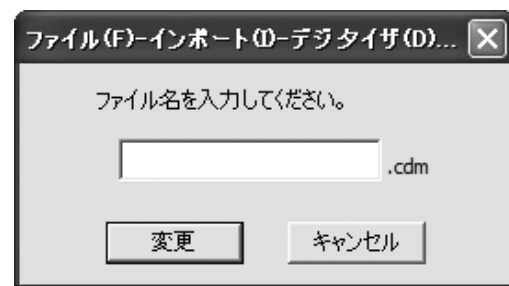 ファイル(F)-インポート(I)-デジタイザ(D)...
ファイル名を入力してください。
.cdm
変更 キャンセル